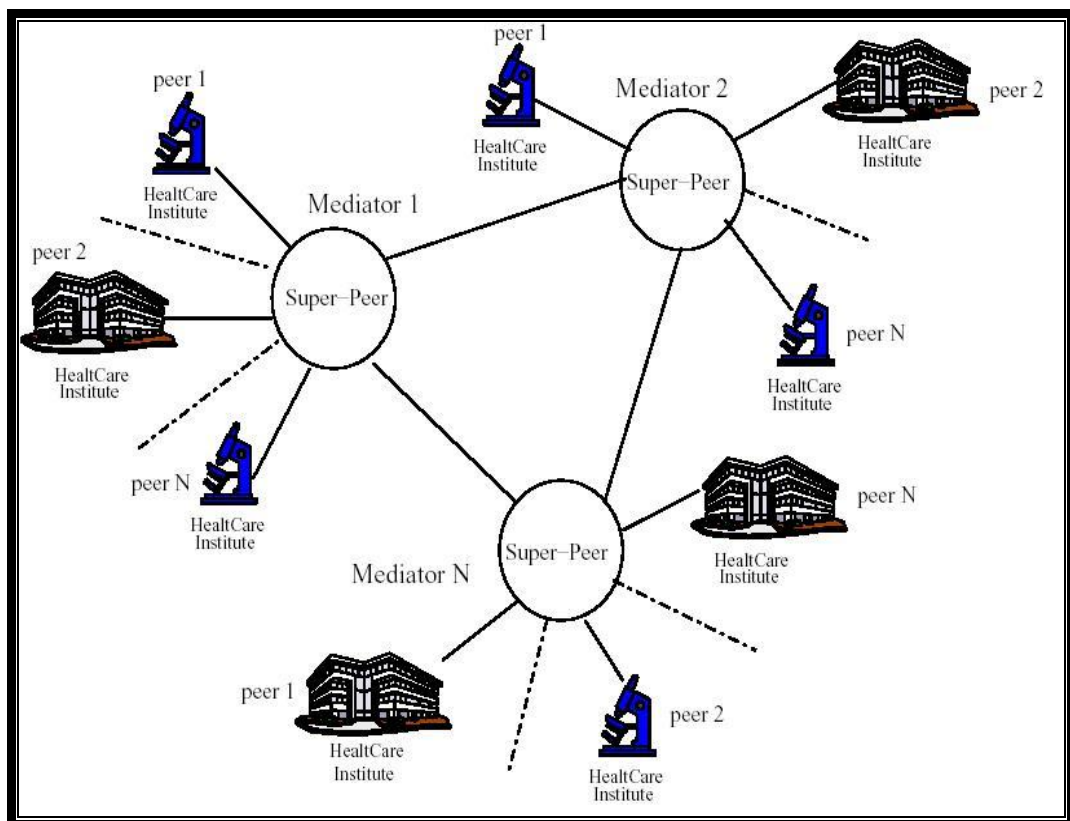 peer 1
HealtCare
Institute
Mediator 1
Super-Peer
peer 2
HealtCare
Institute
peer N
HealtCare
Institute
peer 1
HealtCare
Institute
Mediator 2
Super-Peer
peer 2
HealtCare
Institute
peer N
HealtCare
Institute
Mediator N
Super-Peer
peer N
HealtCare
Institute
peer 1
HealtCare
Institute
peer 2
HealtCare
Institute